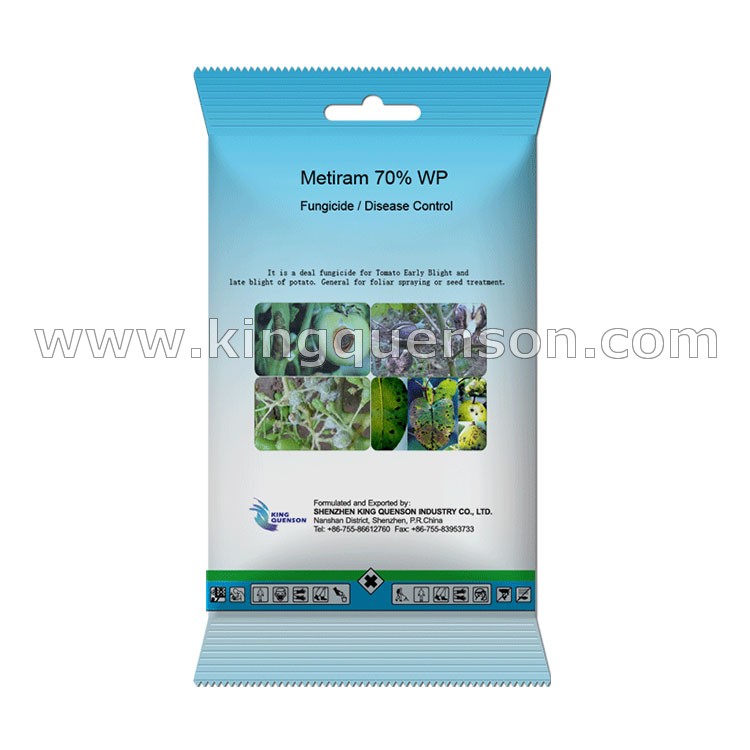 Metiram 70% WP
Fungicide / Disease Control
It is a deal fungicide for Tomato Early Blight and
late blight of potato. General for foliar spraying or seed treatment.
www.kingquenson.com
KING
QUENSON
Formulated and Exported by:
SHENZHEN KING QUENSON INDUSTRY CO., LTD.
Nanshan District, Shenzhen, P.R.China
Tel: +86-755-86612760 Fax: +86-755-83953733